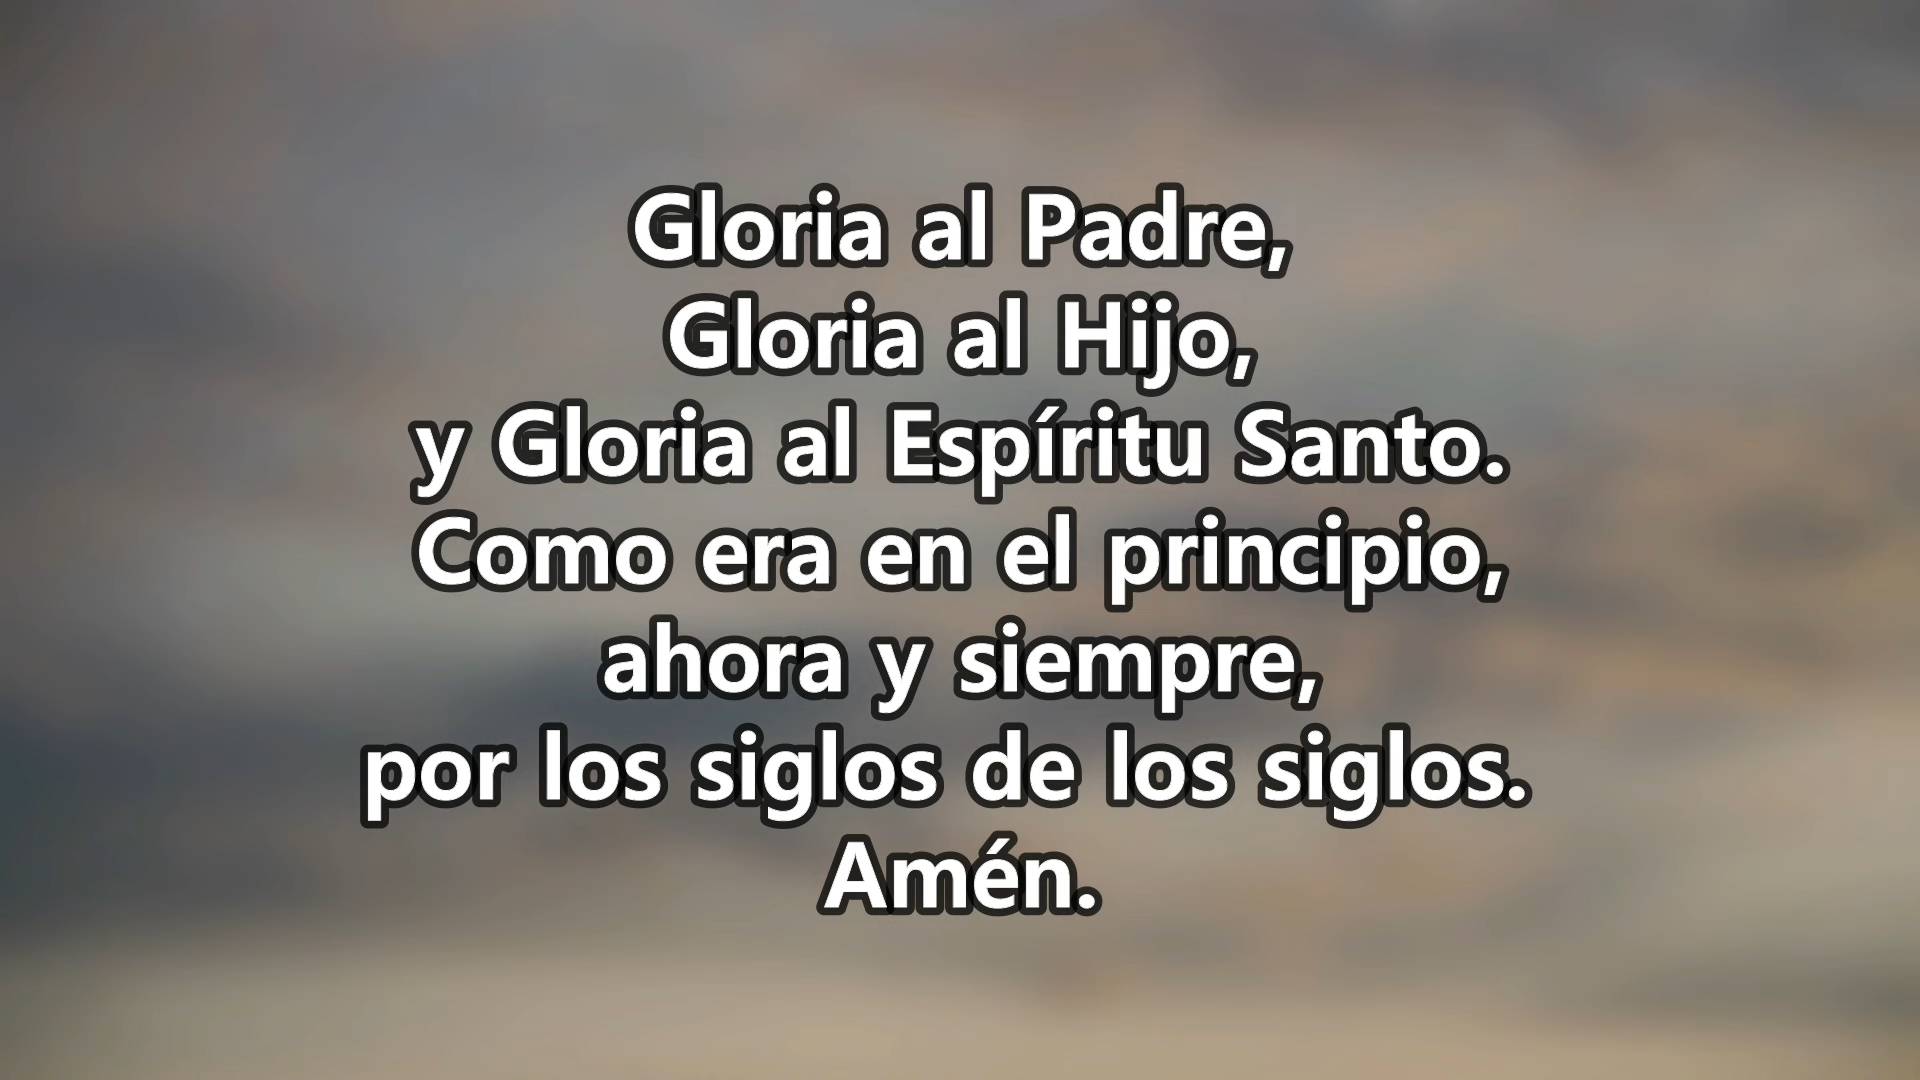 Gloria al Padre,
Gloria al Hijo,
y Gloria al Espíritu Santo.
Como era en el principio,
ahora y siempre,
por los siglos de los siglos.
Amén.